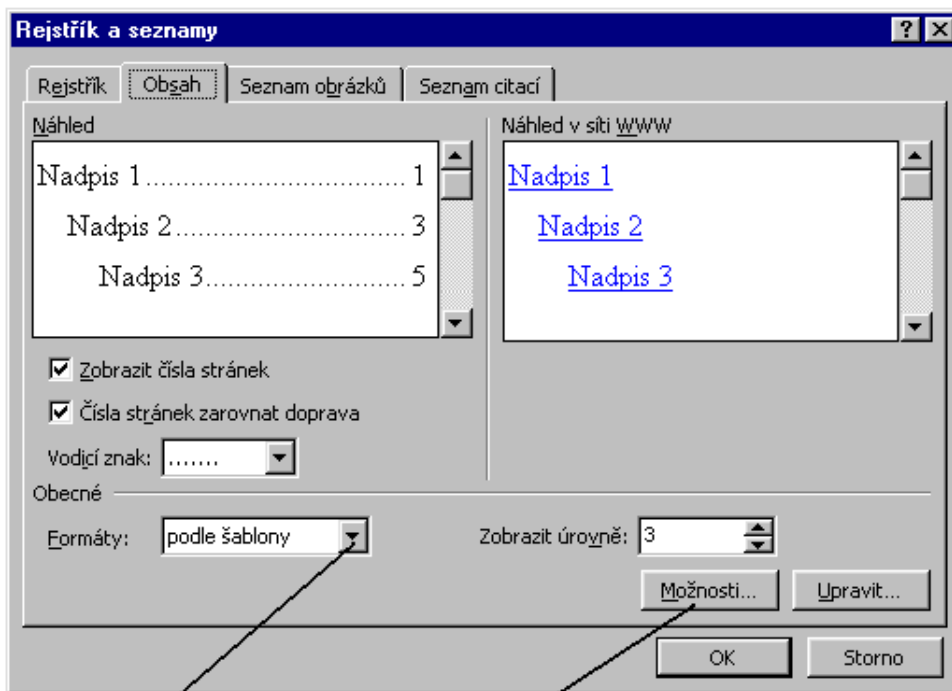 Rejstřík a seznamy
Rejstřík Obsah Seznam obrázků Seznam citací
Náhled
Nadpis 1.................................. 1
Nadpis 2.............................. 3
Nadpis 3.......................... 5
Náhled v síti WWW
Nadpis 1
Nadpis 2
Nadpis 3
Zobrazit čísla stránek
Čísla stránek zarovnat doprava
Vodicí znak: .......
Obecné
Formáty: podle šablony
Zobrazit úrovně: 3
Možnosti... Upravit...
OK Storno